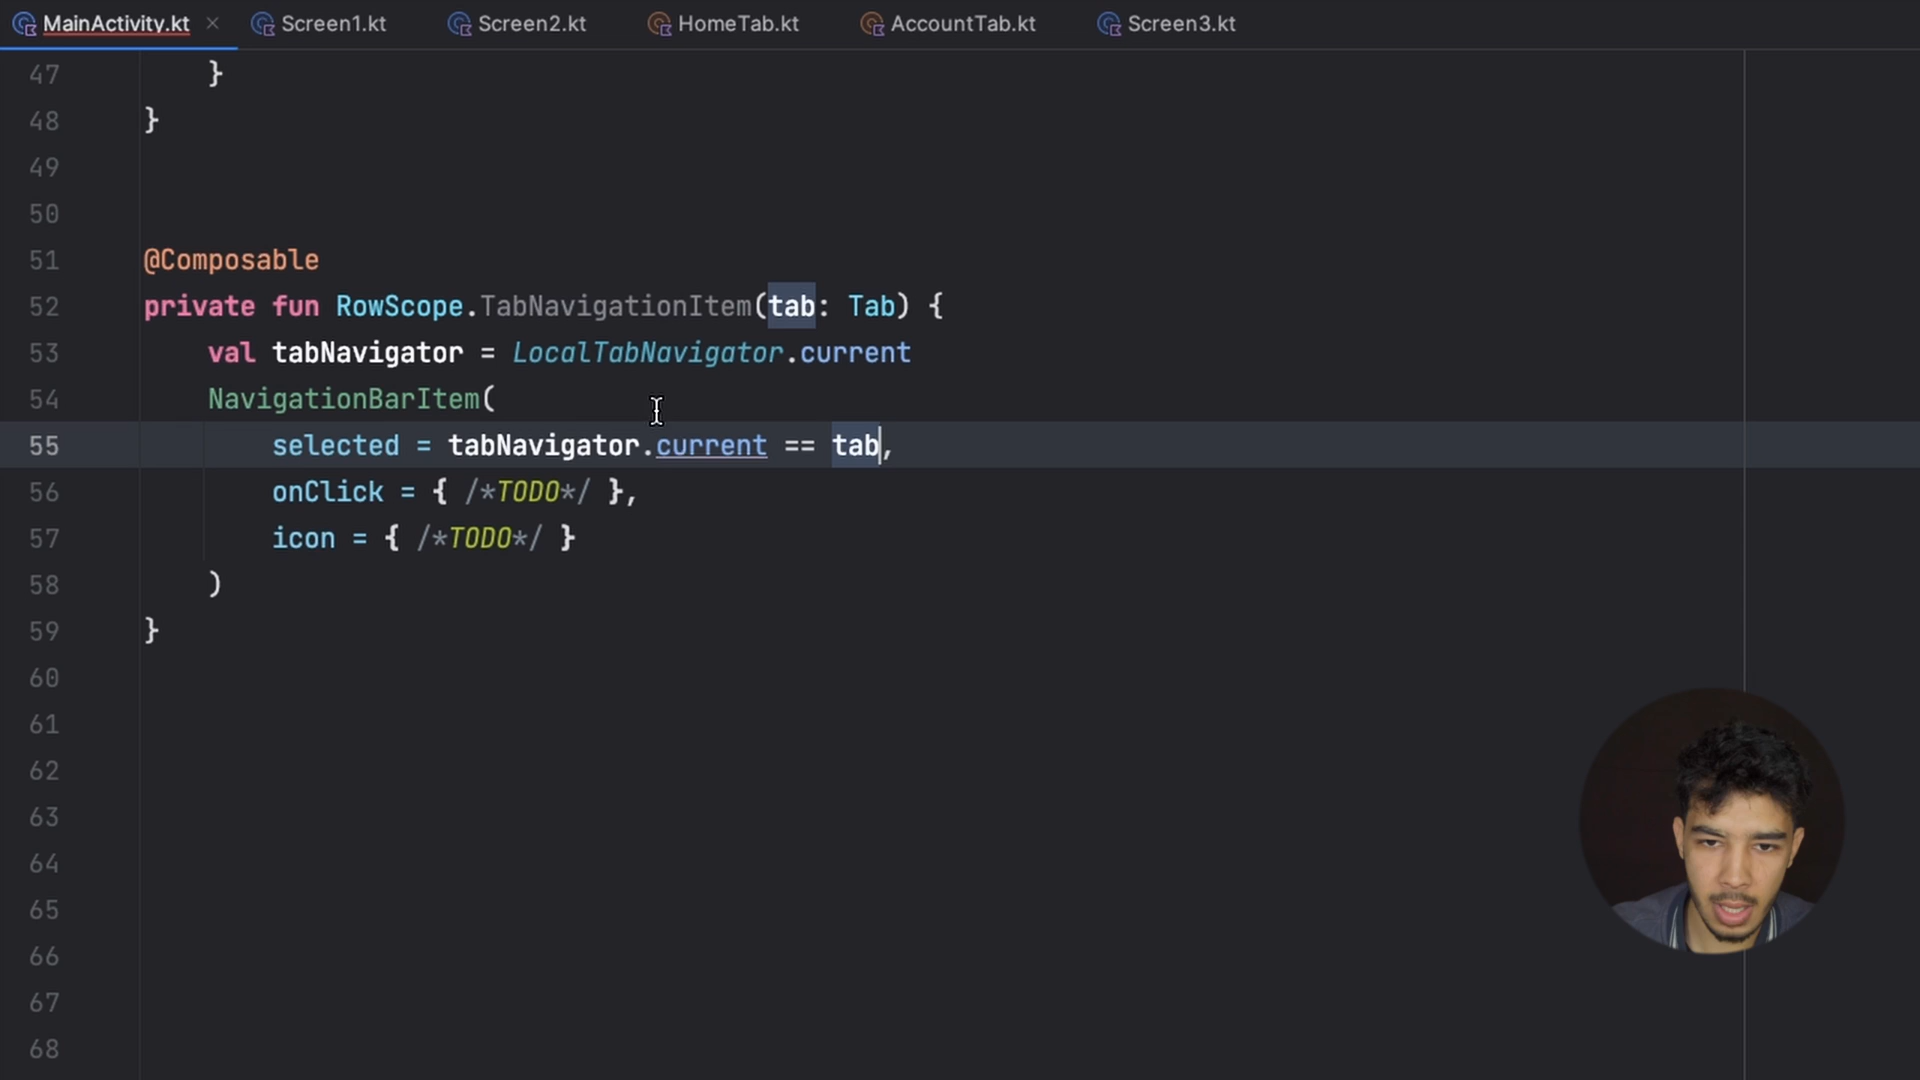 MainActivity.kt × Screen1.kt Screen2.kt HomeTab.kt AccountTab.kt Screen3.kt
47 }
48 }
49
50
51 @Composable
52 private fun RowScope.TabNavigationItem(tab: Tab) {
53 val tabNavigator = LocalTabNavigator.current
54 NavigationBarItem(
55 selected = tabNavigator.current == tab,
56 onClick = { /*TODO*/ },
57 icon = { /*TODO*/ }
58 )
59 }
60
61
62
63
64
65
66
67
68